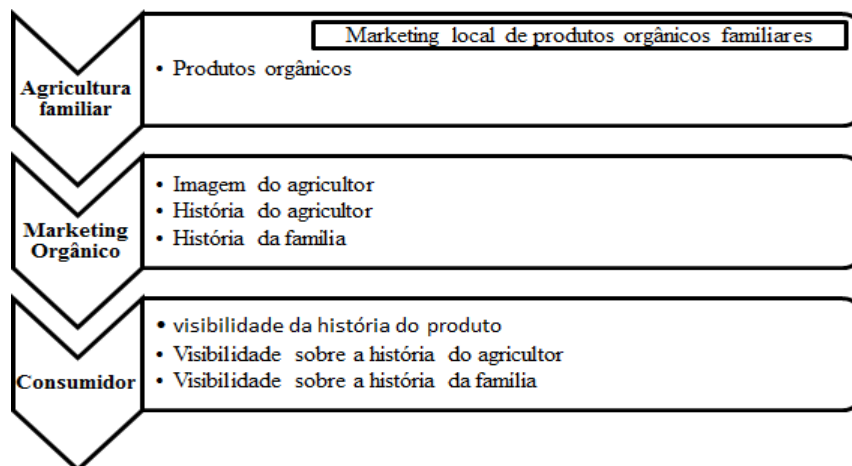 Marketing local de produtos orgânicos familiares
Agricultura
familiar
• Produtos orgânicos
Marketing
Orgânico
• Imagem do agricultor
• História do agricultor
• História da família
Consumidor
• visibilidade da história do produto
• Visibilidade sobre a história do agricultor
• Visibilidade sobre a história da familia